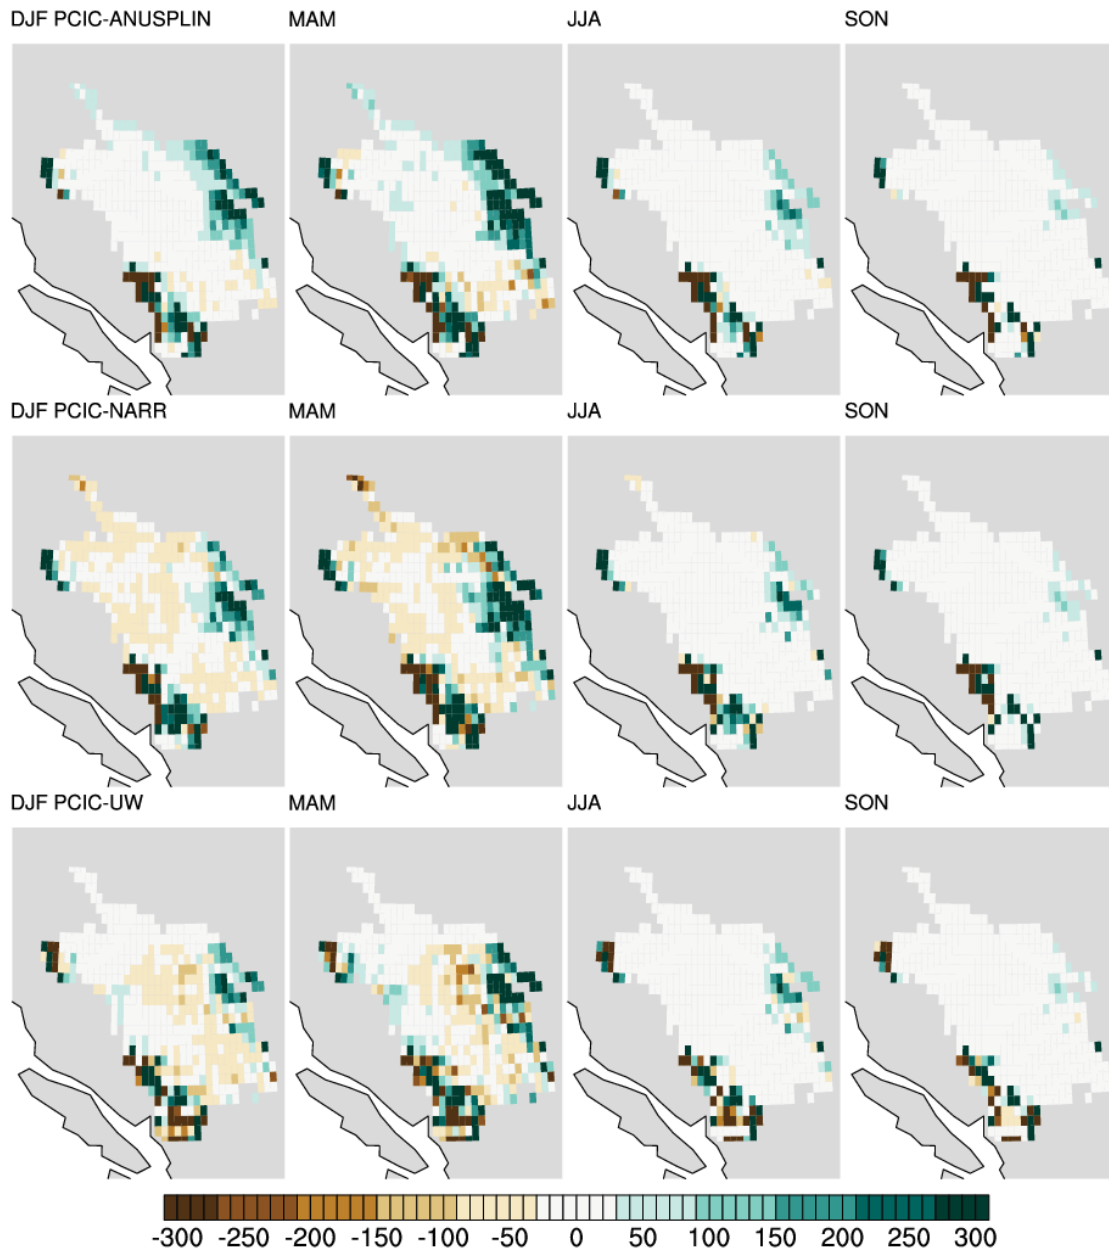 DJF PCIC-ANUSPLIN MAM JJA SON
DJF PCIC-NARR MAM JJA SON
DJF PCIC-UW MAM JJA SON
-300 -250 -200 -150 -100 -50 0 50 100 150 200 250 300